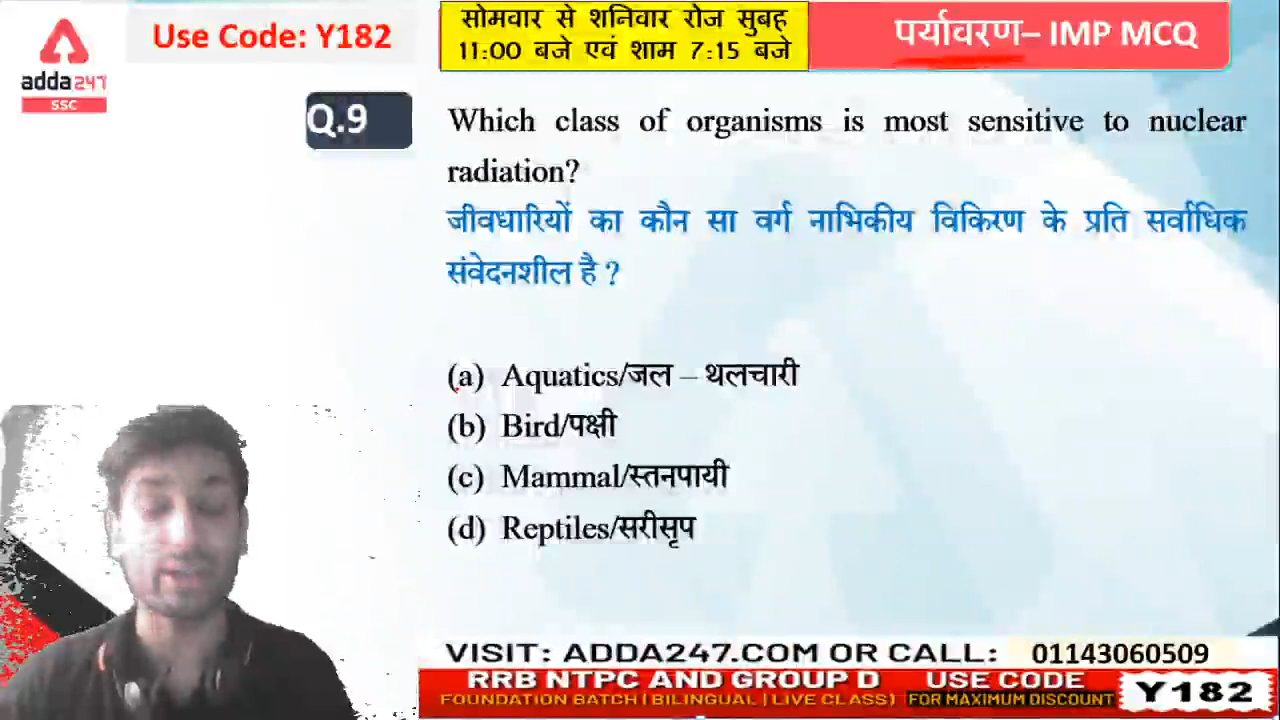 Use Code: Y182
सोमवार से शनिवार रोज सुबह
11:00 बजे एवं शाम 7:15 बजे
पर्यावरण– IMP MCQ
adda247
SSC
Q.9
Which class of organisms is most sensitive to nuclear
radiation?
जीवधारियों का कौन सा वर्ग नाभिकीय विकिरण के प्रति सर्वाधिक
संवेदनशील है ?
(a) Aquatics/जल – थलचारी
(b) Bird/पक्षी
(c) Mammal/स्तनपायी
(d) Reptiles/सरीसृप
VISIT: ADDA247.COM OR CALL: 01143060509
RRB NTPC AND GROUP D USE CODE
FOUNDATION BATCH ( BILINGUAL | LIVE CLASS) FOR MAXIMUM DISCOUNT
Y182